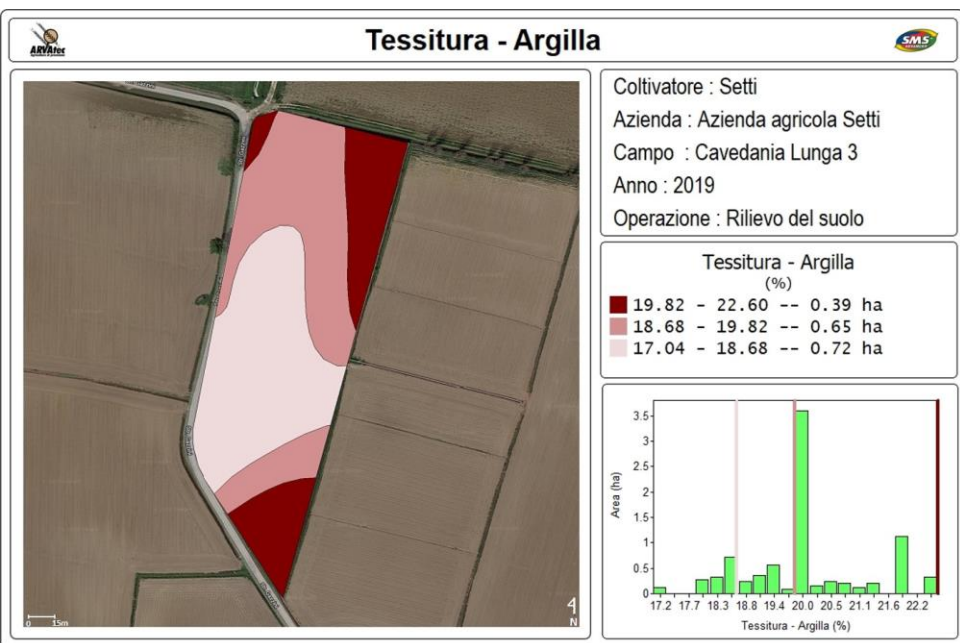 ARVAtec
Tessitura - Argilla
SMS
Coltivatore : Setti
Azienda : Azienda agricola Setti
Campo : Cavedania Lunga 3
Anno : 2019
Operazione : Rilievo del suolo
Tessitura - Argilla
(%)
19.82 - 22.60 -- 0.39 ha
18.68 - 19.82 -- 0.65 ha
17.04 - 18.68 -- 0.72 ha
0 15m
N
Area (ha)
3.5
3
2.5
2
1.5
1
0.5
0
17.2 17.7 18.3 18.8 19.4 20.0 20.5 21.1 21.6 22.2
Tessitura - Argilla (%)